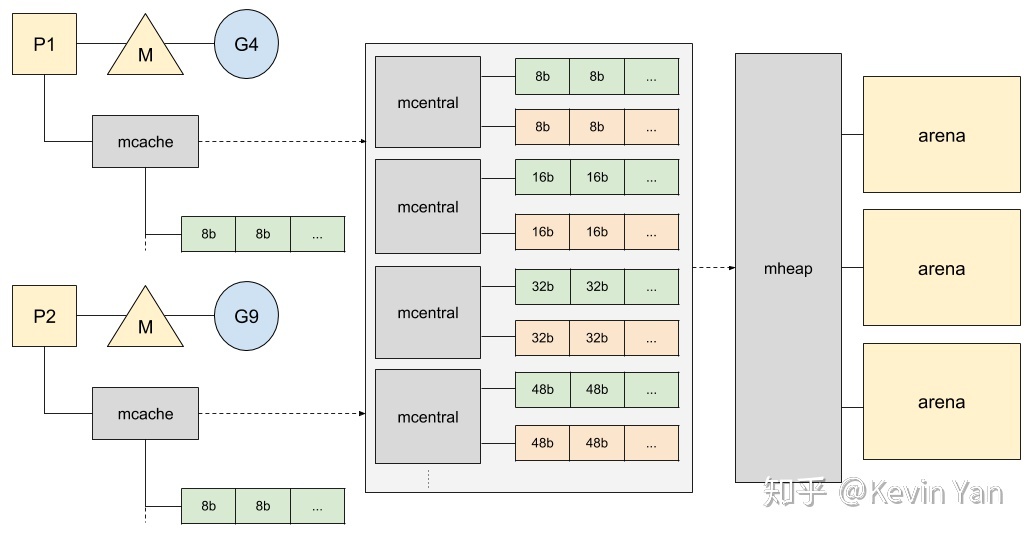 P1
M
G4
mcache
8b 8b ...
P2
M
G9
mcache
8b 8b ...
mcentral
8b 8b ...
8b 8b ...
mcentral
16b 16b ...
16b 16b ...
mcentral
32b 32b ...
32b 32b ...
mcentral
48b 48b ...
48b 48b ...
mheap
arena
arena
arena
知乎 @Kevin Yan